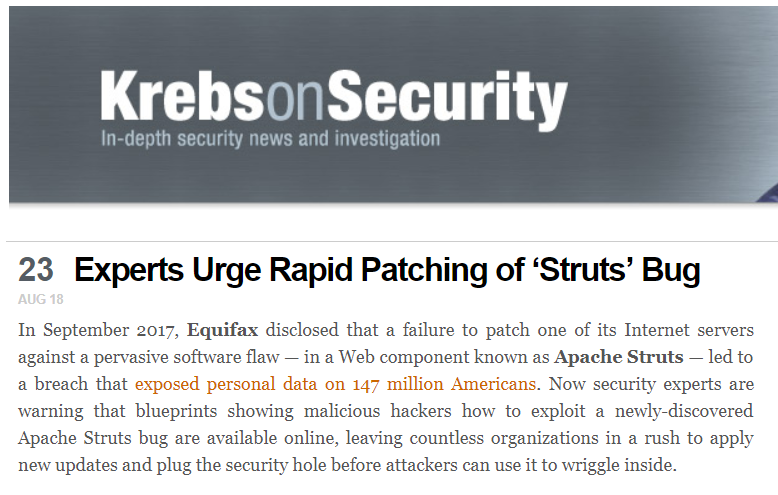 KrebsonSecurity
In-depth security news and investigation
23 Experts Urge Rapid Patching of ‘Struts’ Bug
AUG 18
In September 2017, Equifax disclosed that a failure to patch one of its Internet servers
against a pervasive software flaw — in a Web component known as Apache Struts — led to
a breach that exposed personal data on 147 million Americans. Now security experts are
warning that blueprints showing malicious hackers how to exploit a newly-discovered
Apache Struts bug are available online, leaving countless organizations in a rush to apply
new updates and plug the security hole before attackers can use it to wriggle inside.